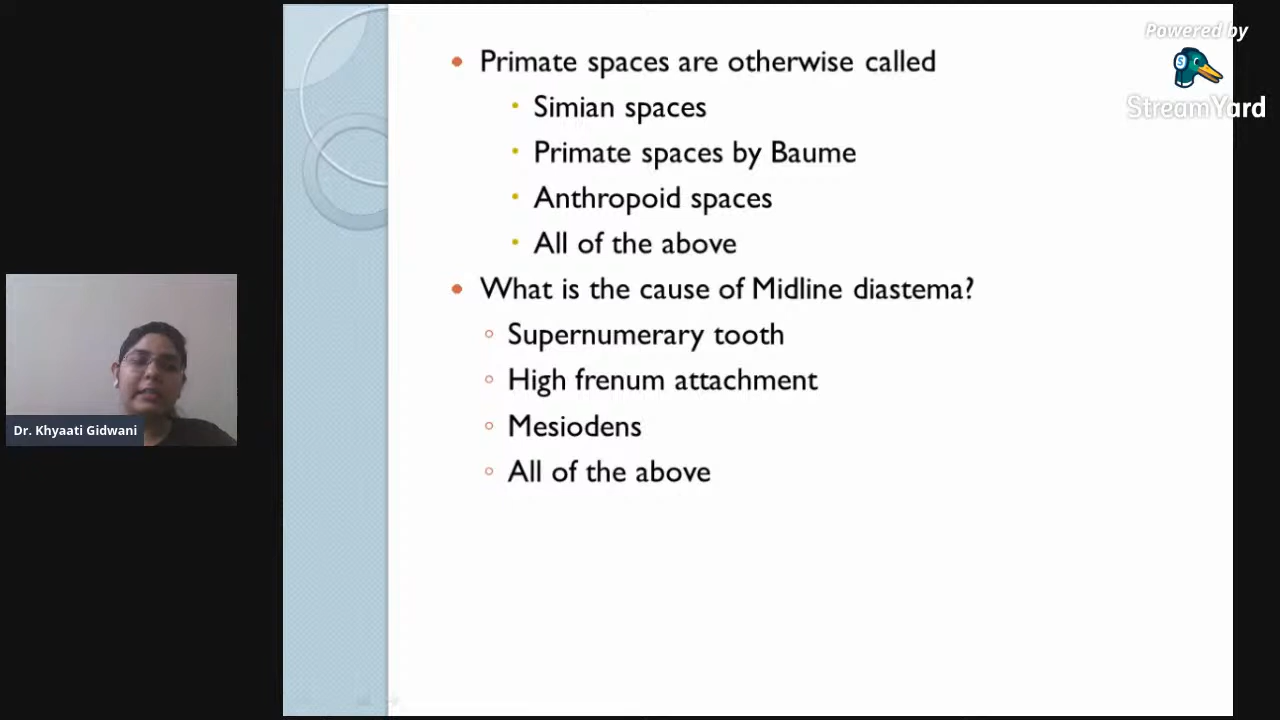 Powered by
StreamYard
Primate spaces are otherwise called
Simian spaces
Primate spaces by Baume
Anthropoid spaces
All of the above
What is the cause of Midline diastema?
Supernumerary tooth
High frenum attachment
Mesiodens
All of the above
Dr. Khyaati Gidwani